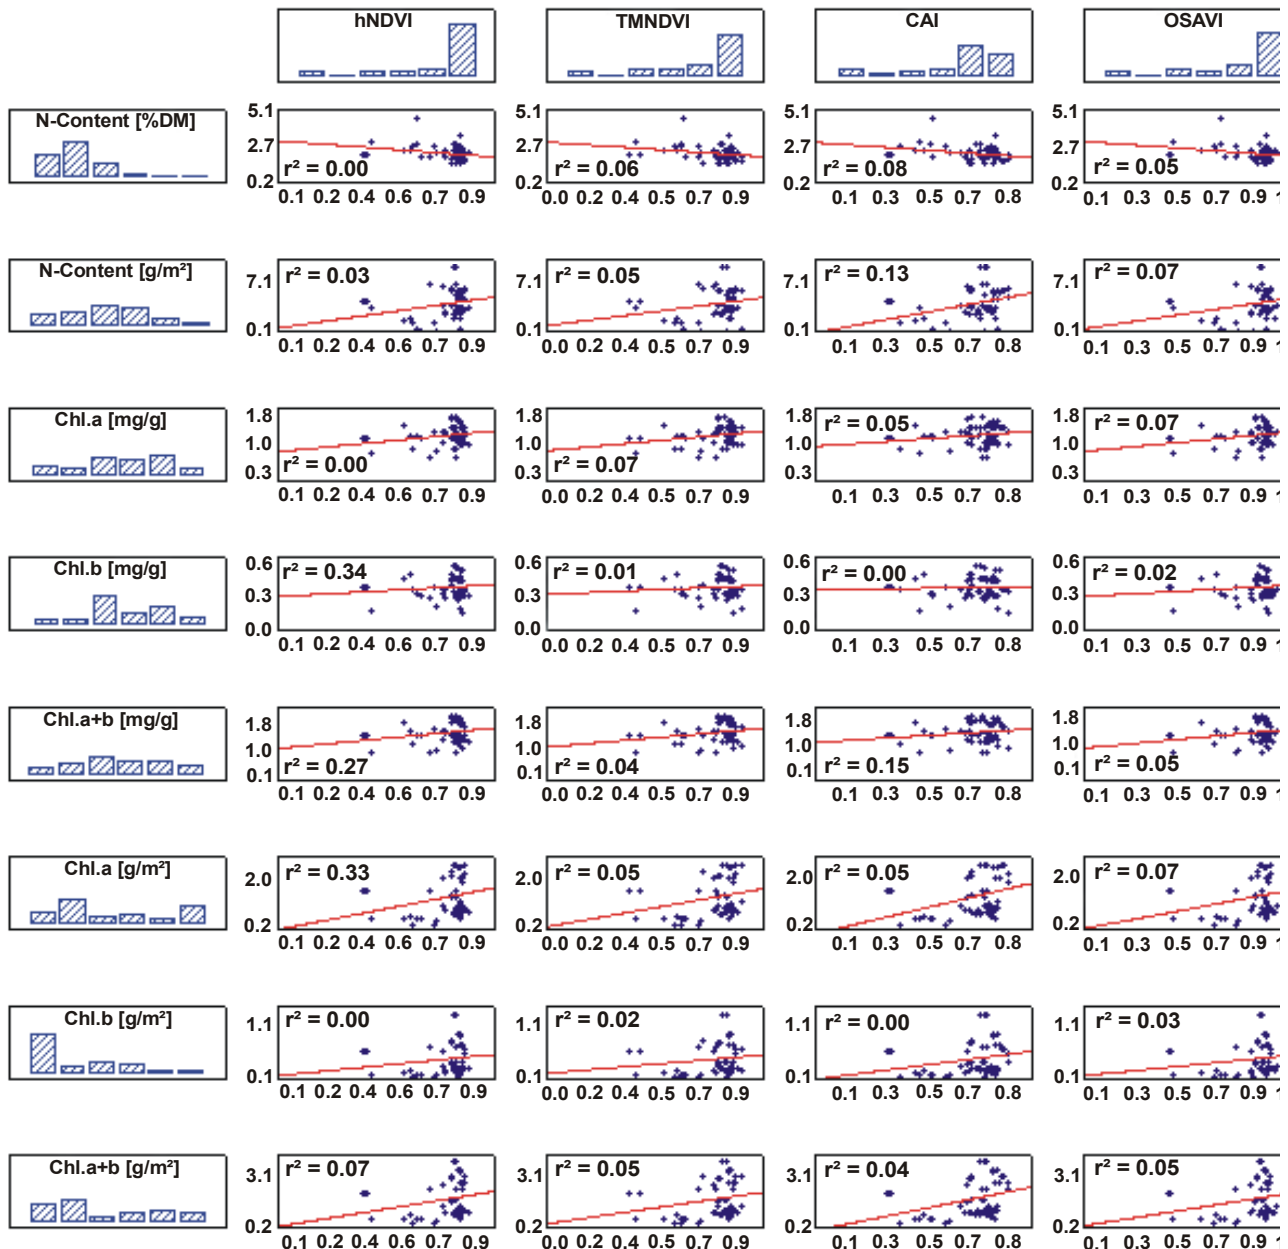 hNDVI TMNDVI CAI OSAVI
N-Content [%DM]
5.1 5.1 5.1 5.1
2.7 2.7 2.7 2.7
0.2 0.2 0.2 0.2
r² = 0.00 r² = 0.06 r² = 0.08 r² = 0.05
0.1 0.2 0.4 0.6 0.7 0.9 0.0 0.2 0.4 0.5 0.7 0.9 0.1 0.3 0.5 0.7 0.8 0.1 0.3 0.5 0.7 0.9 1
N-Content [g/m²]
r² = 0.03 r² = 0.05 r² = 0.13 r² = 0.07
7.1 7.1 7.1 7.1
0.1 0.1 0.1 0.1
0.1 0.2 0.4 0.6 0.7 0.9 0.0 0.2 0.4 0.5 0.7 0.9 0.1 0.3 0.5 0.7 0.8 0.1 0.3 0.5 0.7 0.9 1
Chl.a [mg/g]
1.8 1.8 1.8 1.8
1.0 1.0 1.0 1.0
0.3 0.3 0.3 0.3
r² = 0.00 r² = 0.07 r² = 0.05 r² = 0.07
0.1 0.2 0.4 0.6 0.7 0.9 0.0 0.2 0.4 0.5 0.7 0.9 0.1 0.3 0.5 0.7 0.8 0.1 0.3 0.5 0.7 0.9 1
Chl.b [mg/g]
0.6 0.6 0.6 0.6
r² = 0.34 r² = 0.01 r² = 0.00 r² = 0.02
0.3 0.3 0.3 0.3
0.0 0.0 0.0 0.0
0.1 0.2 0.4 0.6 0.7 0.9 0.0 0.2 0.4 0.5 0.7 0.9 0.1 0.3 0.5 0.7 0.8 0.1 0.3 0.5 0.7 0.9 1
Chl.a+b [mg/g]
1.8 1.8 1.8 1.8
1.0 1.0 1.0 1.0
0.1 0.1 0.1 0.1
r² = 0.27 r² = 0.04 r² = 0.15 r² = 0.05
0.1 0.2 0.4 0.6 0.7 0.9 0.0 0.2 0.4 0.5 0.7 0.9 0.1 0.3 0.5 0.7 0.8 0.1 0.3 0.5 0.7 0.9 1
Chl.a [g/m²]
r² = 0.33 r² = 0.05 r² = 0.05 r² = 0.07
2.0 2.0 2.0 2.0
0.2 0.2 0.2 0.2
0.1 0.2 0.4 0.6 0.7 0.9 0.0 0.2 0.4 0.5 0.7 0.9 0.1 0.3 0.5 0.7 0.8 0.1 0.3 0.5 0.7 0.9 1
Chl.b [g/m²]
r² = 0.00 r² = 0.02 r² = 0.00 r² = 0.03
1.1 1.1 1.1 1.1
0.1 0.1 0.1 0.1
0.1 0.2 0.4 0.6 0.7 0.9 0.0 0.2 0.4 0.5 0.7 0.9 0.1 0.3 0.5 0.7 0.8 0.1 0.3 0.5 0.7 0.9 1
Chl.a+b [g/m²]
r² = 0.07 r² = 0.05 r² = 0.04 r² = 0.05
3.1 3.1 3.1 3.1
0.2 0.2 0.2 0.2
0.1 0.2 0.4 0.6 0.7 0.9 0.0 0.2 0.4 0.5 0.7 0.9 0.1 0.3 0.5 0.7 0.8 0.1 0.3 0.5 0.7 0.9 1